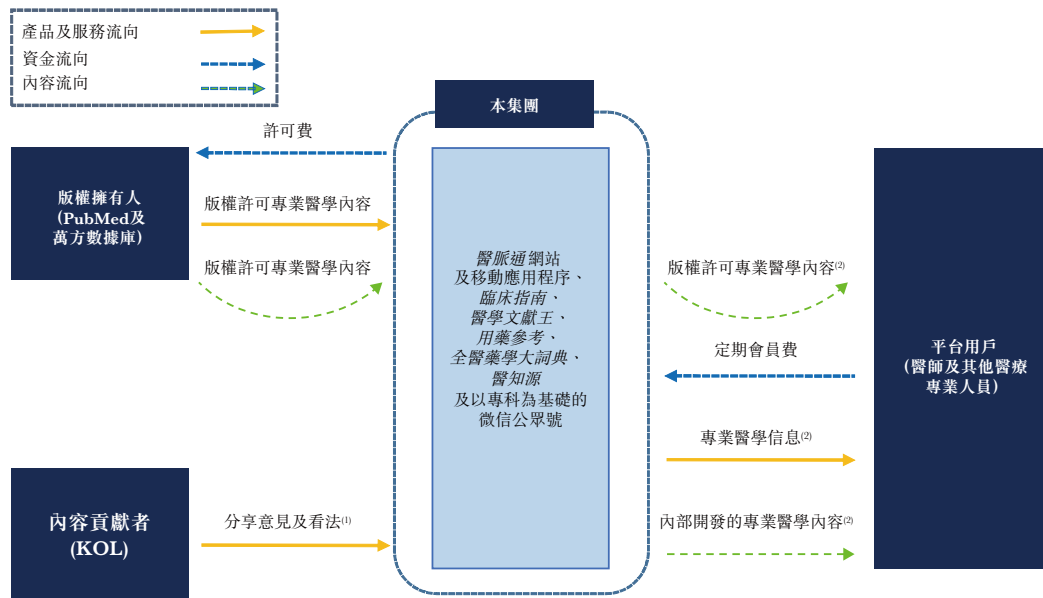 產品及服務流向
資金流向
內容流向
本集團
許可費
版權擁有人
(PubMed及
萬方數據庫)
版權許可專業醫學內容
版權許可專業醫學內容
內容貢獻者
(KOL)
分享意見及看法(1)
醫脈通網站
及移動應用程序、
臨床指南、
醫學文獻王、
用藥參考、
全醫藥學大詞典、
醫知源
及以專科為基礎的
微信公眾號
版權許可專業醫學內容(2)
定期會員費
專業醫學信息(2)
內部開發的專業醫學內容(2)
平台用戶
(醫師及其他醫療
專業人員)